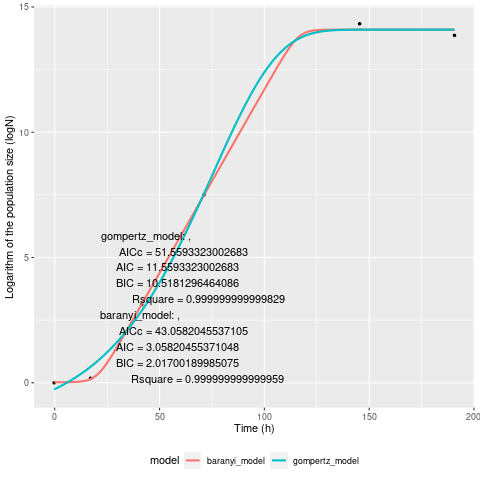 15
10
5
0
Logarithm of the population size (logN)
gompertz_model: ,
AICc = 51.5593323002683
AIC = 11.5593323002683
BIC = 10.5181296464086
Rsquare = 0.999999999999829
baranyi_model: ,
AICc = 43.0582045537105
AIC = 3.05820455371048
BIC = 2.01700189985075
Rsquare = 0.999999999999959
0 50 100 150 200
Time (h)
model baranyi_model gompertz_model